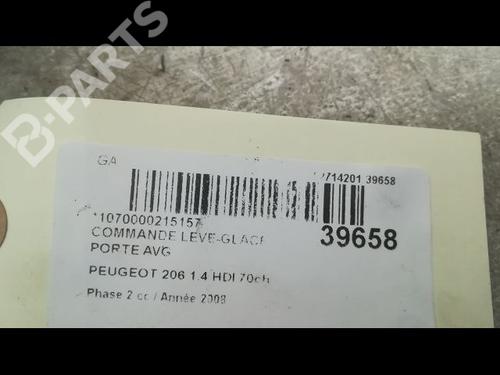 B-PARTS
GA
714201 39658
1070000215157
39658
COMMANDE LEVE-GLACE
PORTE AVG
PEUGEOT 206 1.4 HDI 70ch
Phase 2 cc / Année 2008